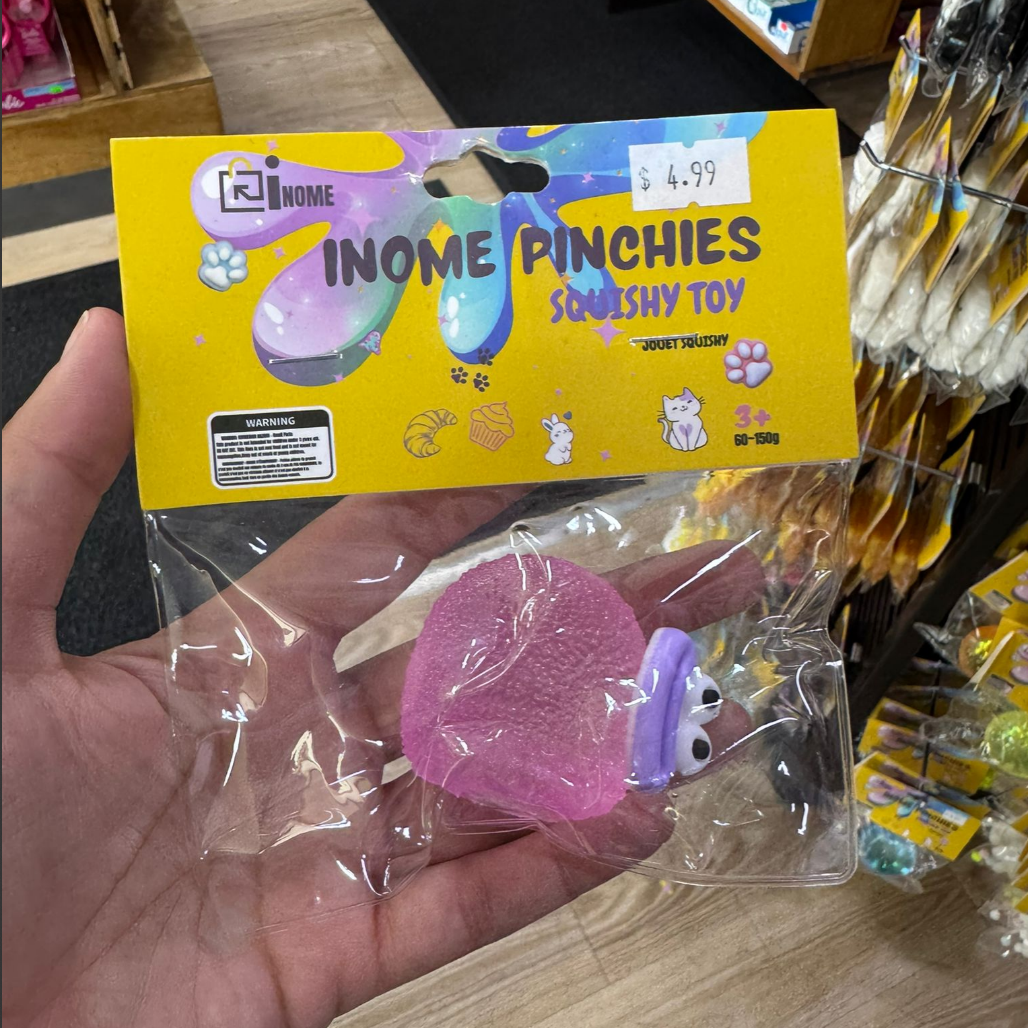 iNOME
$ 4.99
INOME PINCHIES
SQUISHY TOY
JOUET SQUISHY
3+
60-150g
WARNING